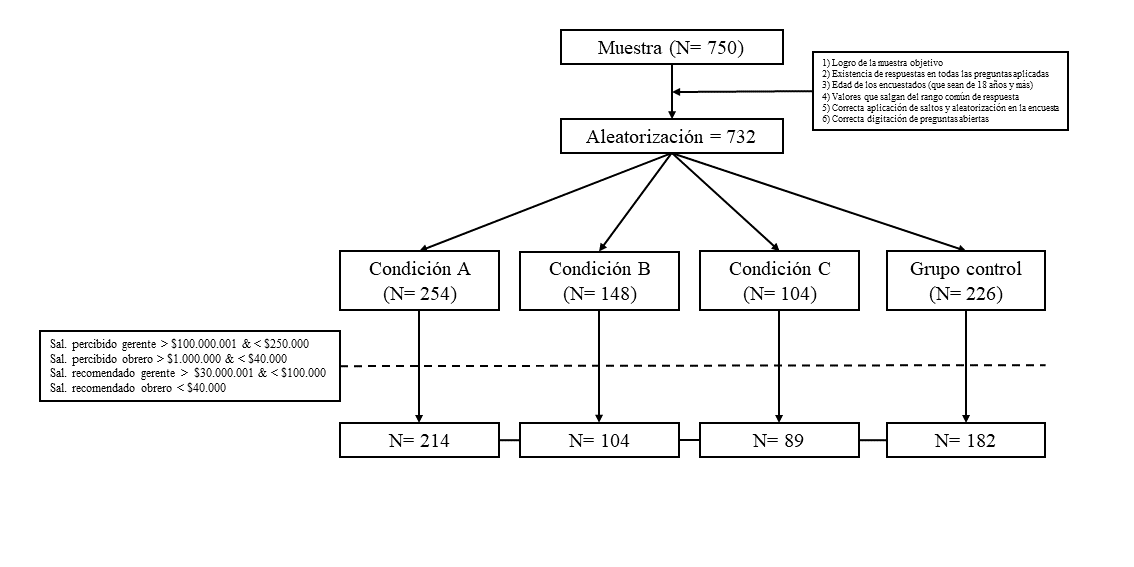 Muestra (N= 750)
1) Logro de la muestra objetivo
2) Existencia de respuestas en todas las preguntas aplicadas
3) Edad de los encuestados (que sean de 18 años y más)
4) Valores que salgan del rango común de respuesta
5) Correcta aplicación de saltos y aleatorización en la encuesta
6) Correcta digitación de preguntas abiertas
Aleatorización = 732
Condición A
(N= 254)
Condición B
(N= 148)
Condición C
(N= 104)
Grupo control
(N= 226)
Sal. percibido gerente > $100.000.001 & < $250.000
Sal. percibido obrero > $1.000.000 & < $40.000
Sal. recomendado gerente > $30.000.001 & < $100.000
Sal. recomendado obrero < $40.000
N= 214
N= 104
N= 89
N= 182